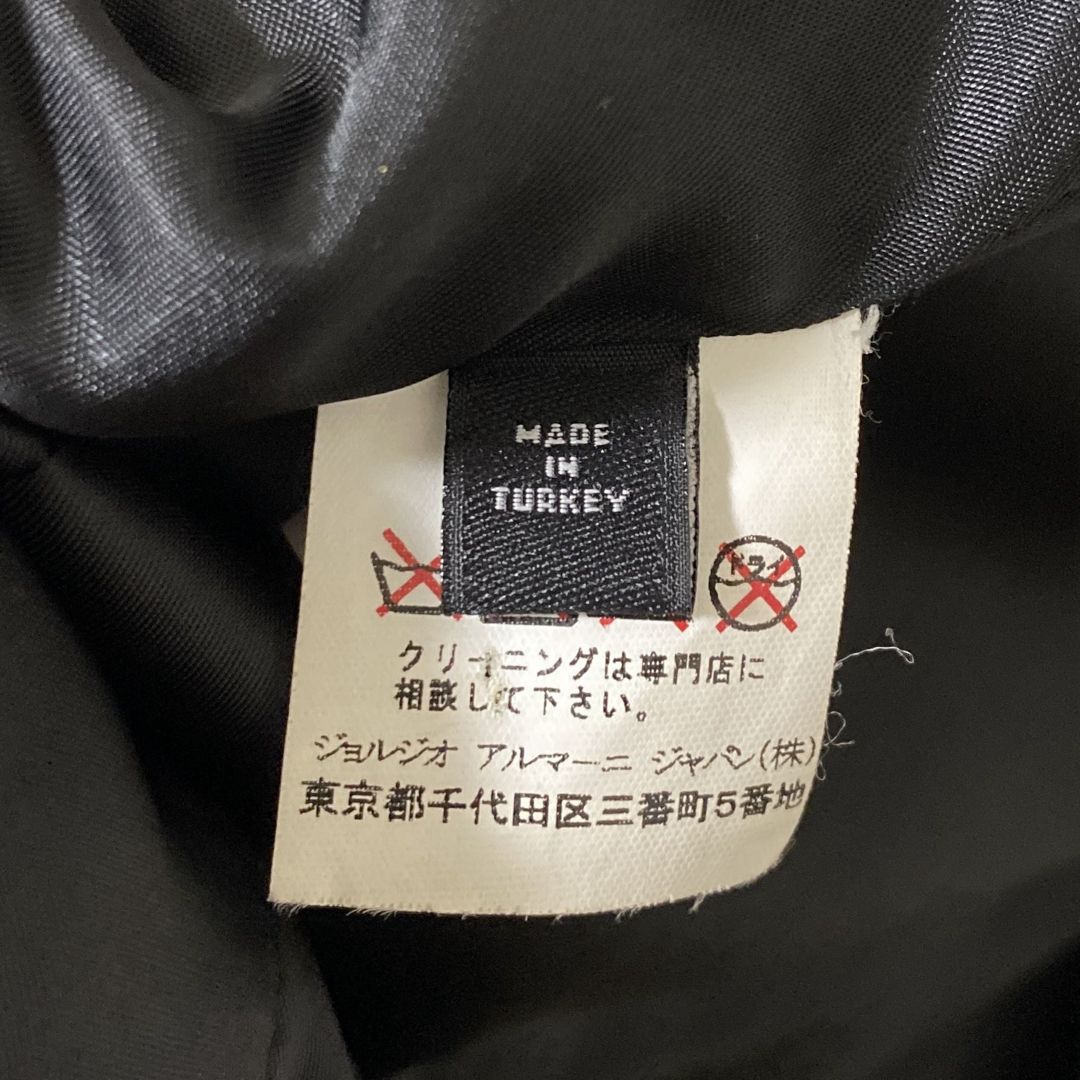 MADE
IN
TURKEY
ドライ
クリーニングは専門店に
相談して下さい。
ジョルジオ アルマーニ ジャパン(株)
東京都千代田区三番町5番地